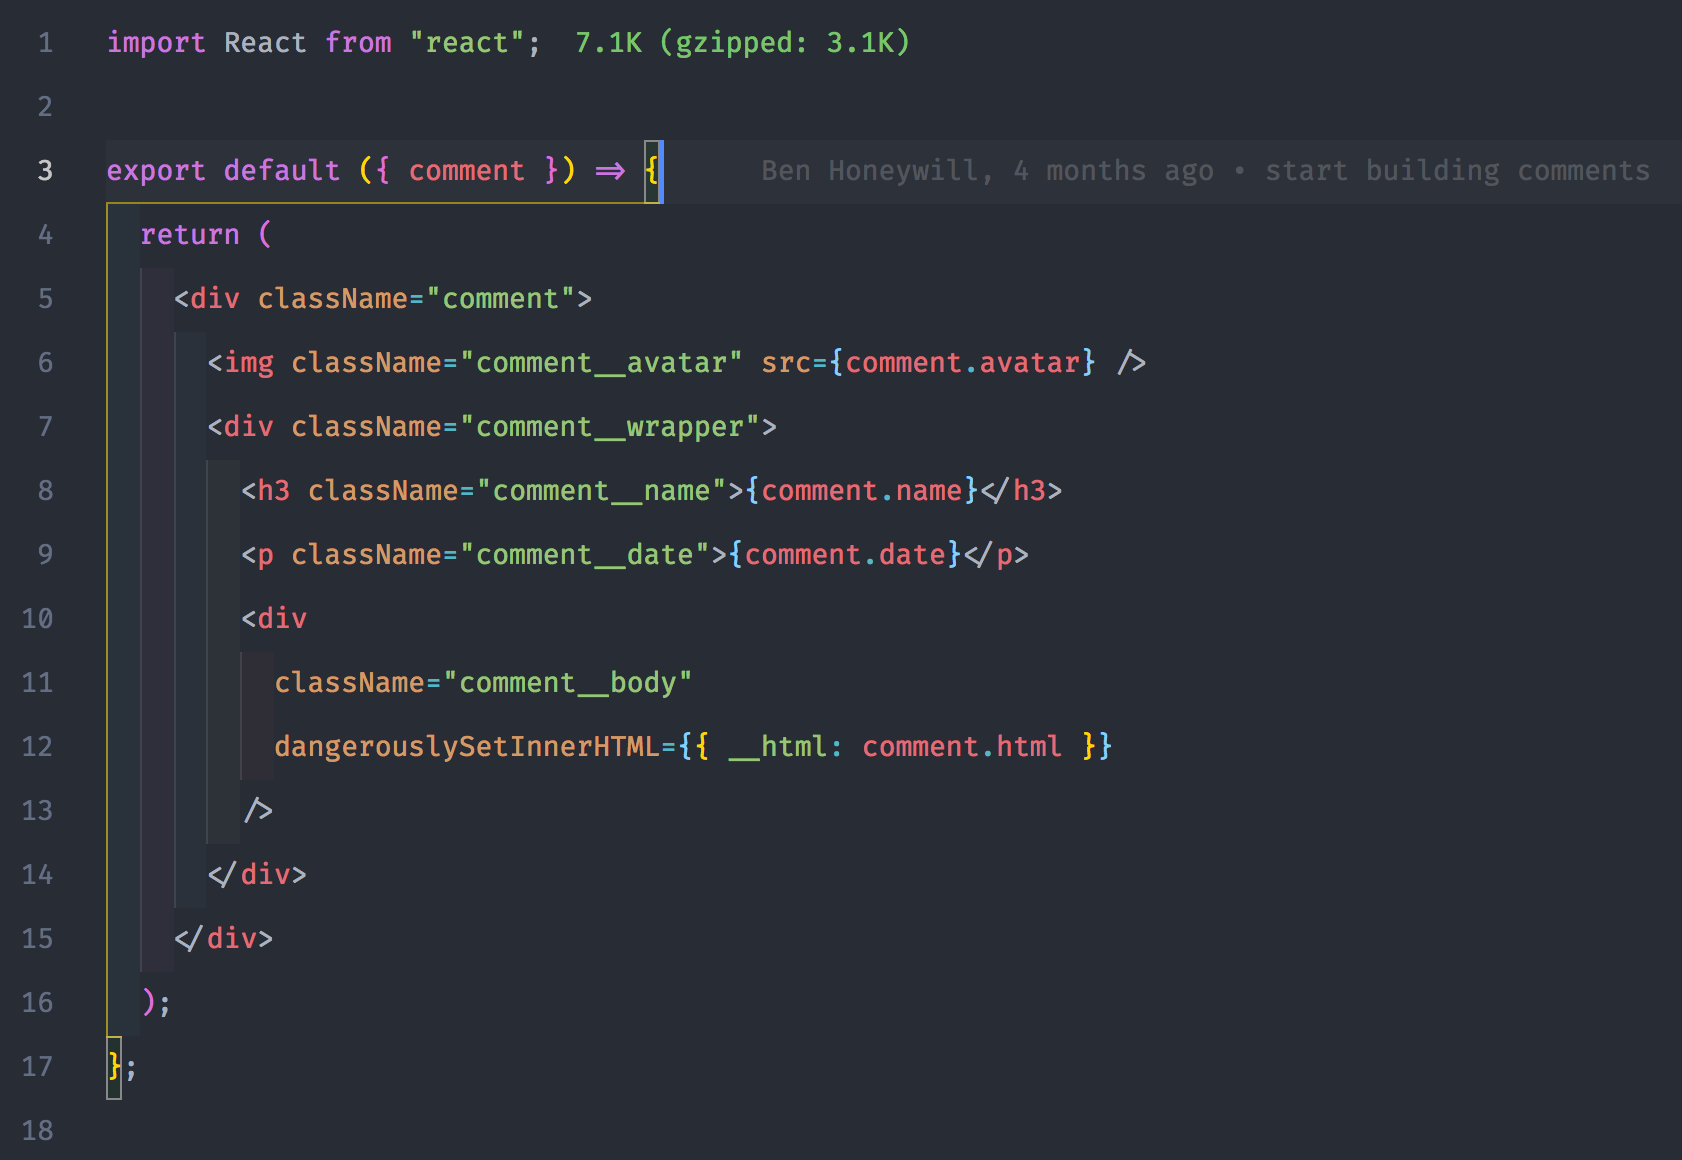 1 import React from "react"; 7.1K (gzipped: 3.1K)
2
3 export default ({ comment }) => { Ben Honeywill, 4 months ago • start building comments
4 return (
5 <div className="comment">
6 <img className="comment__avatar" src={comment.avatar} />
7 <div className="comment__wrapper">
8 <h3 className="comment__name">{comment.name}</h3>
9 <p className="comment__date">{comment.date}</p>
10 <div
11 className="comment__body"
12 dangerouslySetInnerHTML={{ __html: comment.html }}
13 />
14 </div>
15 </div>
16 );
17 };
18